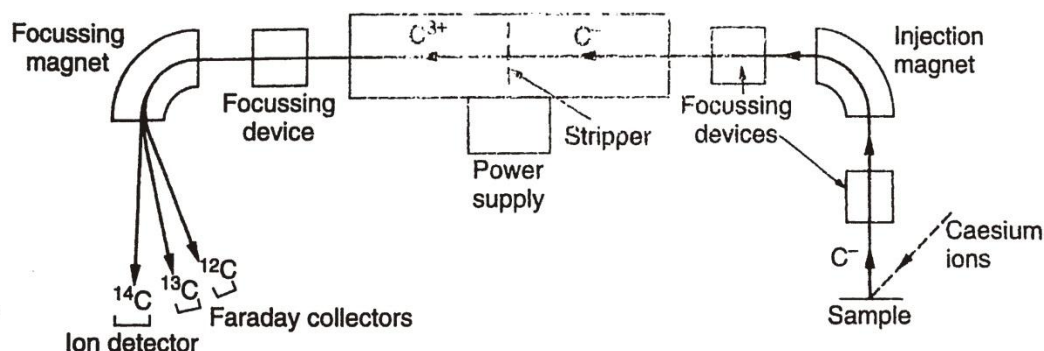 Focussing
magnet
Focussing
device
C³⁺
C⁻
Stripper
Power
supply
Focussing
devices
Injection
magnet
Caesium
ions
C⁻
Sample
¹⁴C
¹³C
¹²C
Faraday collectors
Ion detector